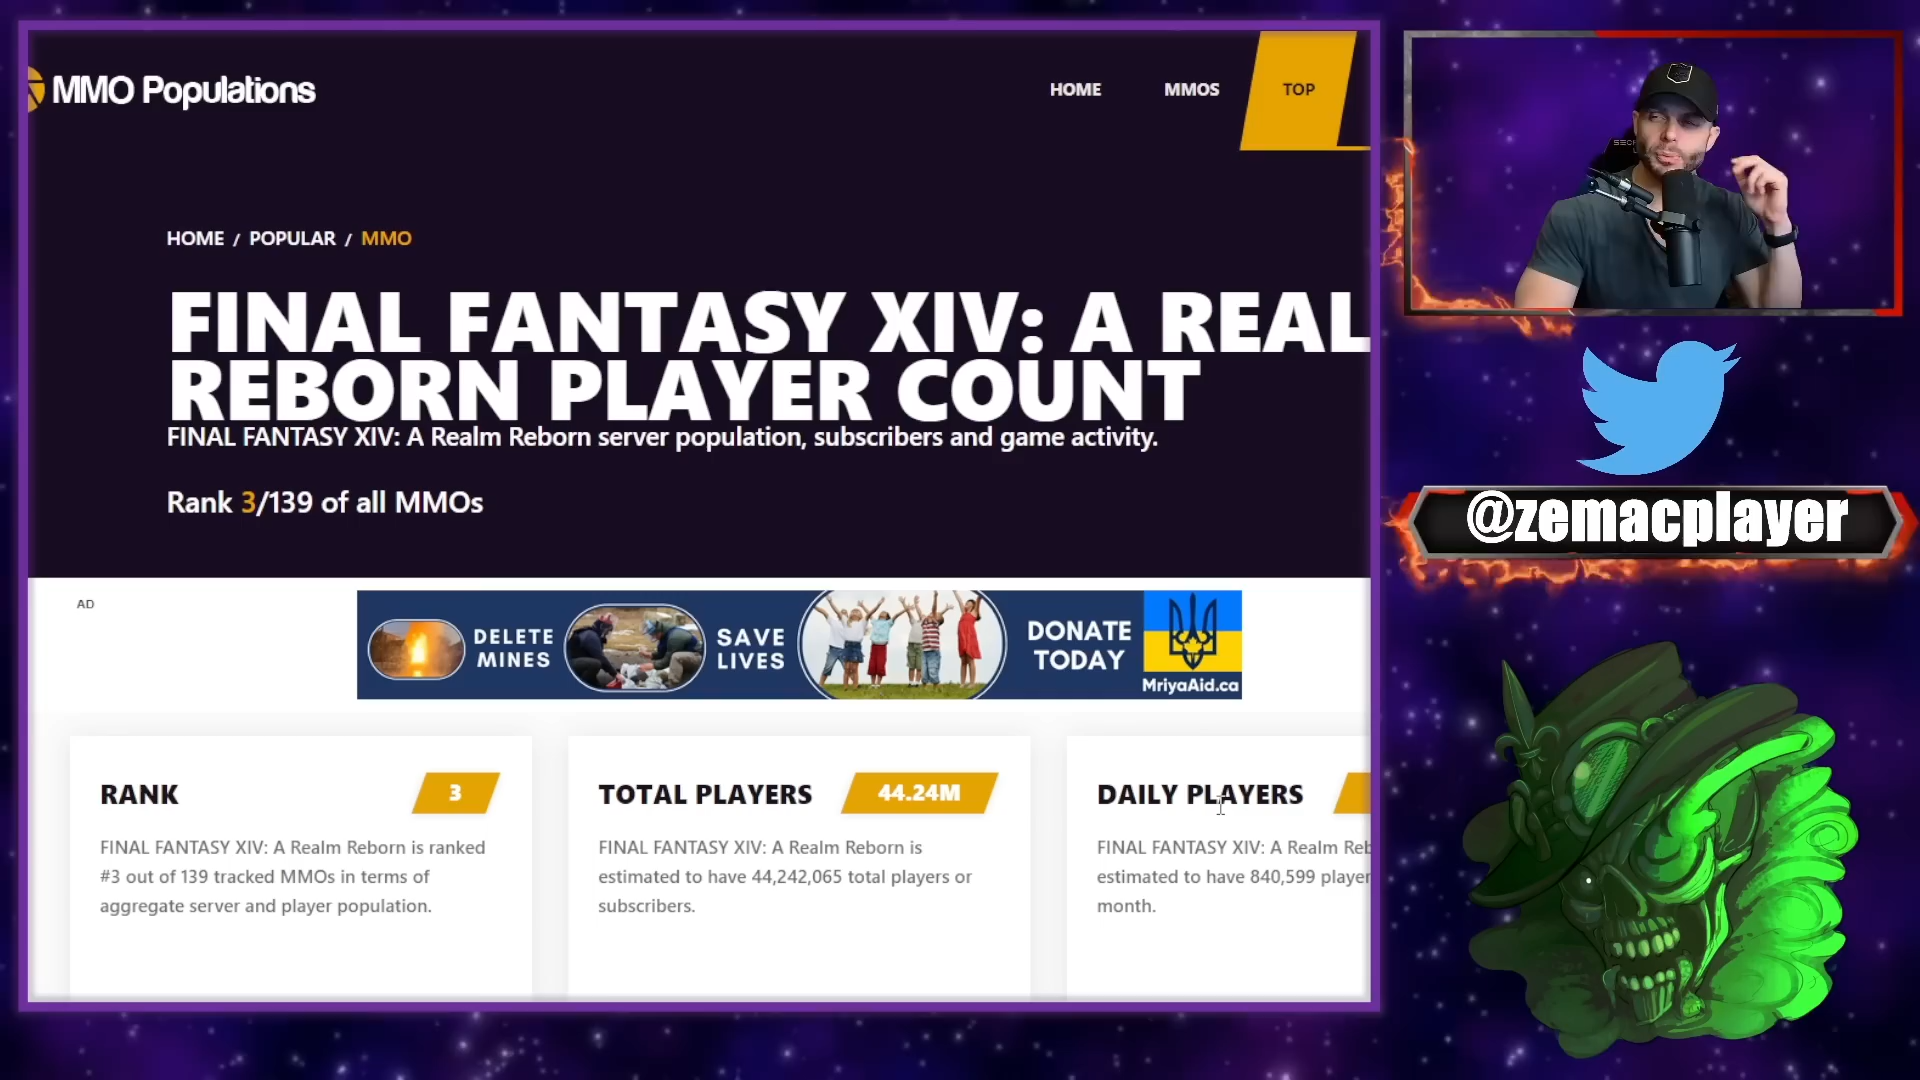 MMO Populations
HOME MMOS TOP
HOME / POPULAR / MMO
FINAL FANTASY XIV: A REAL
REBORN PLAYER COUNT
FINAL FANTASY XIV: A Realm Reborn server population, subscribers and game activity.
Rank 3/139 of all MMOs
AD
DELETE
MINES
SAVE
LIVES
DONATE
TODAY
MriyaAid.ca
RANK 3
FINAL FANTASY XIV: A Realm Reborn is ranked
#3 out of 139 tracked MMOs in terms of
aggregate server and player population.
TOTAL PLAYERS 44.24M
FINAL FANTASY XIV: A Realm Reborn is
estimated to have 44,242,065 total players or
subscribers.
DAILY PLAYERS
FINAL FANTASY XIV: A Realm Reb
estimated to have 840,599 player
month.
@zemacplayer